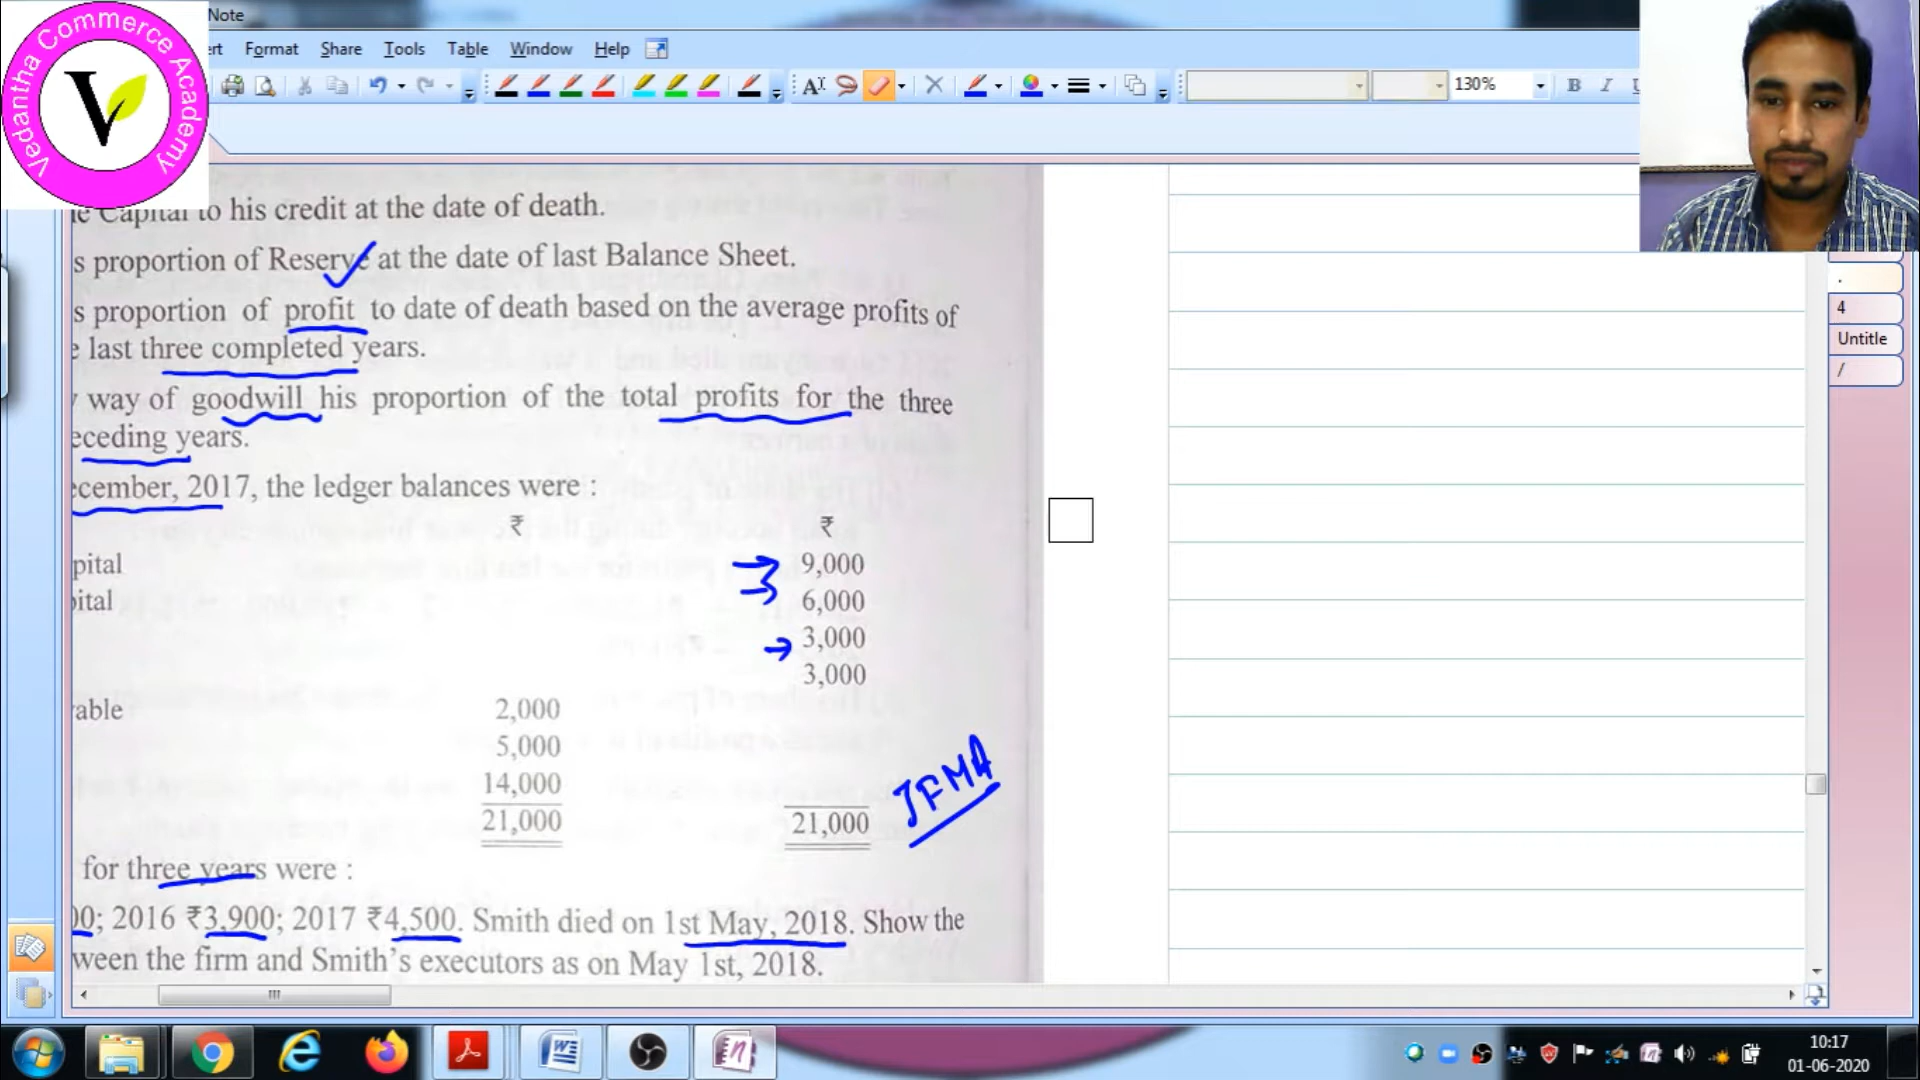 Vedantha Commerce Academy
V
Note
rt Format Share Tools Table Window Help
130% B I U
Capital to his credit at the date of death.
s proportion of Reserve at the date of last Balance Sheet.
s proportion of profit to date of death based on the average profits of
e last three completed years.
way of goodwill his proportion of the total profits for the three
eceding years.
ecember, 2017, the ledger balances were :
₹ ₹
pital 9,000
pital 6,000
3,000
3,000
able 2,000
5,000
14,000
21,000 21,000
JFMA
for three years were :
00; 2016 ₹3,900; 2017 ₹4,500. Smith died on 1st May, 2018. Show the
ween the firm and Smith's executors as on May 1st, 2018.
.
4
Untitle
/
10:17
01-06-2020